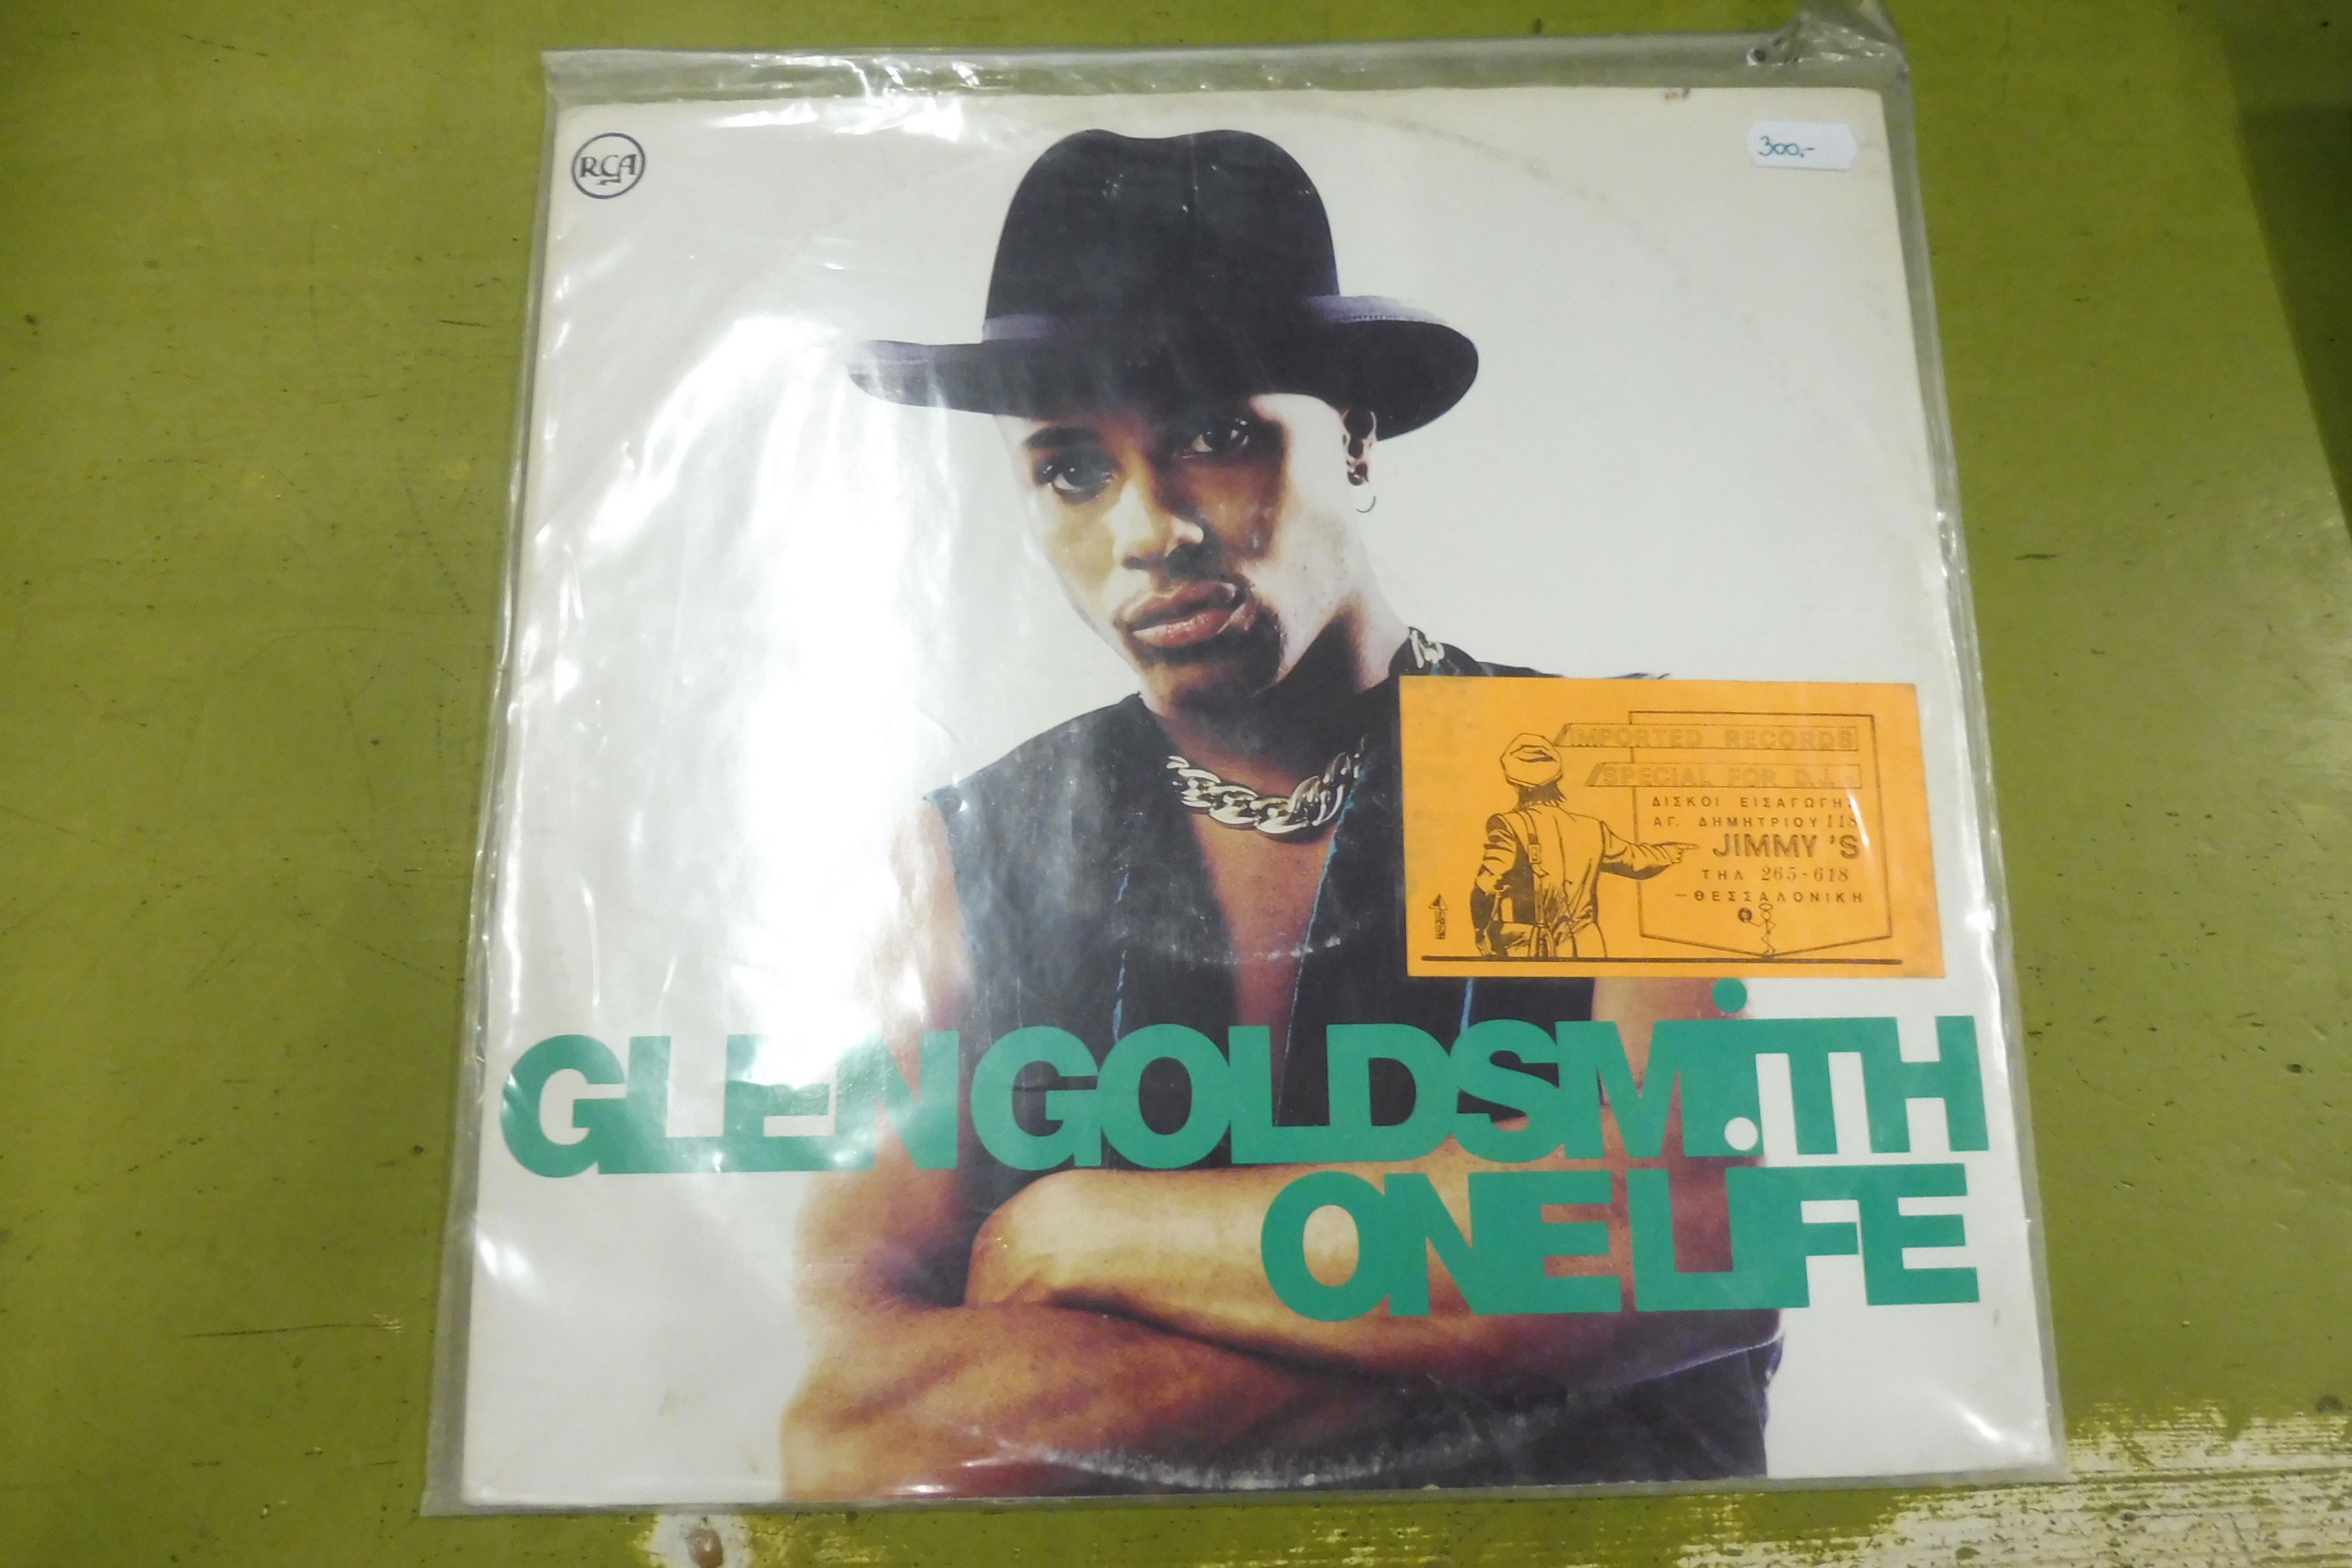 RCA
300.-
IMPORTED RECORDS
SPECIAL FOR D.J.s
ΔΙΣΚΟΙ ΕΙΣΑΓΩΓΗΣ
ΑΓ. ΔΗΜΗΤΡΙΟΥ 118
JIMMY 'S
ΤΗΛ 265-618
—ΘΕΣΣΑΛΟΝΙΚΗ
GLEN GOLDSMiTH
ONE LIFE